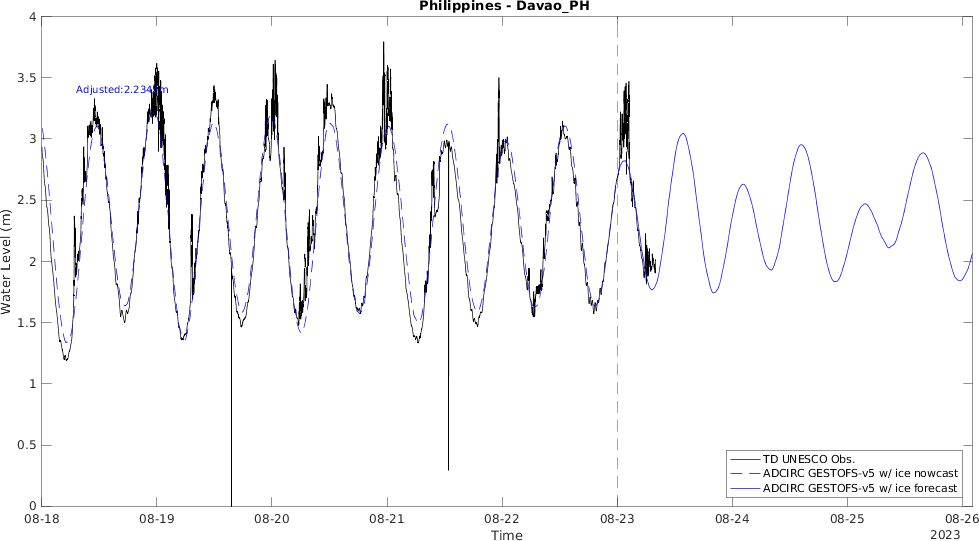 Philippines - Davao_PH
4
3.5
3
2.5
2
1.5
1
0.5
0
Water Level (m)
Adjusted:2.234 m
TD UNESCO Obs.
ADCIRC GESTOFS-v5 w/ ice nowcast
ADCIRC GESTOFS-v5 w/ ice forecast
08-18 08-19 08-20 08-21 08-22 08-23 08-24 08-25 08-26
Time
2023